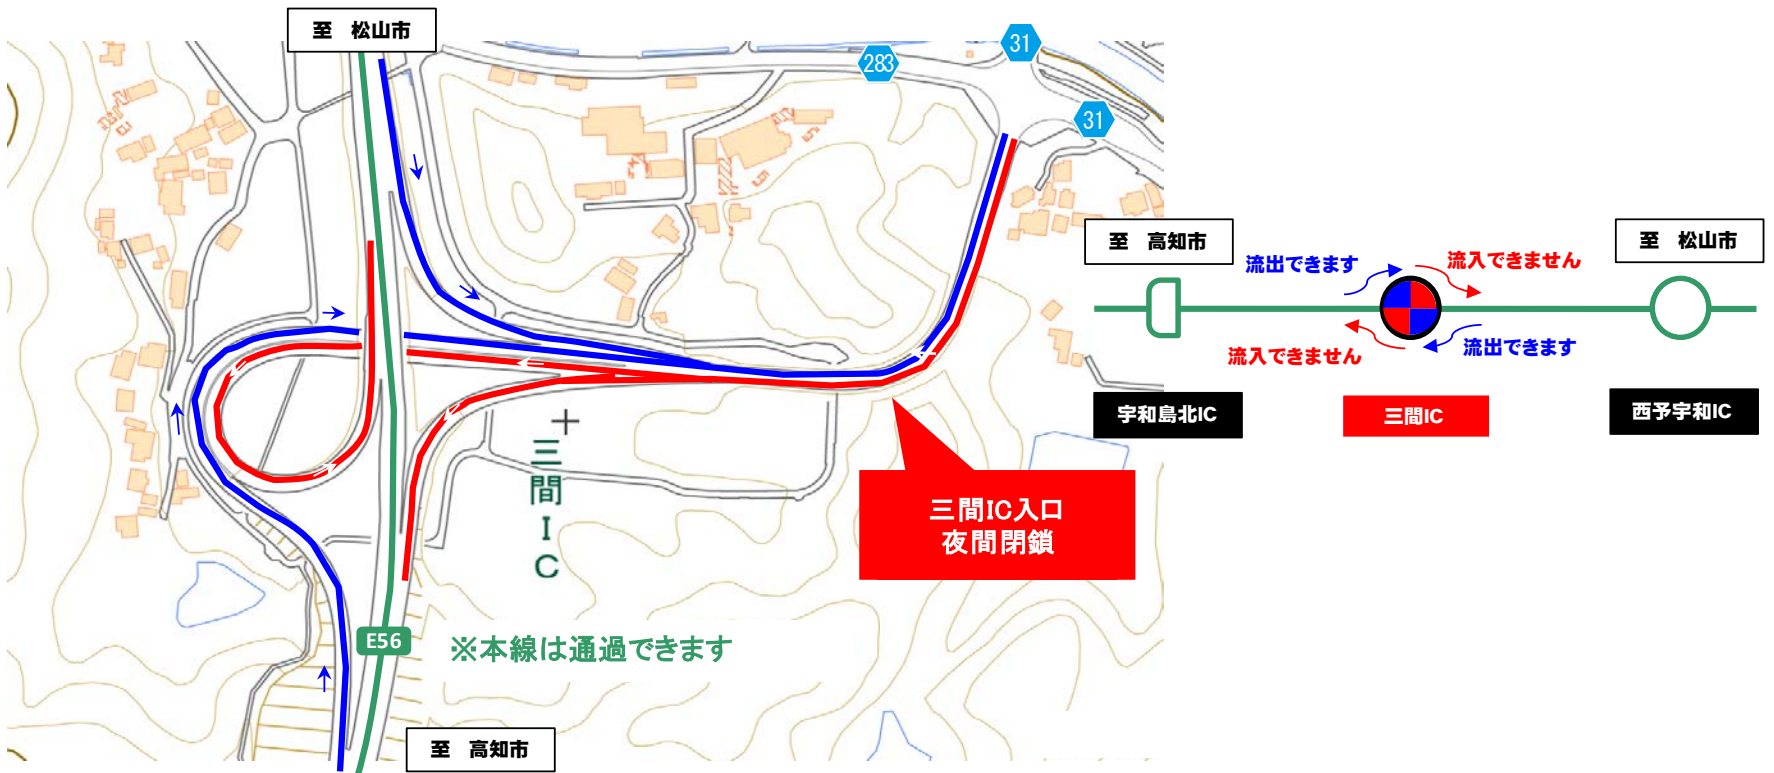 至 松山市
283
31
31
三間IC
三間IC入口
夜間閉鎖
E56
※本線は通過できます
至 高知市
至 高知市
至 松山市
流出できます
流入できません
流入できません
流出できます
宇和島北IC
三間IC
西予宇和IC